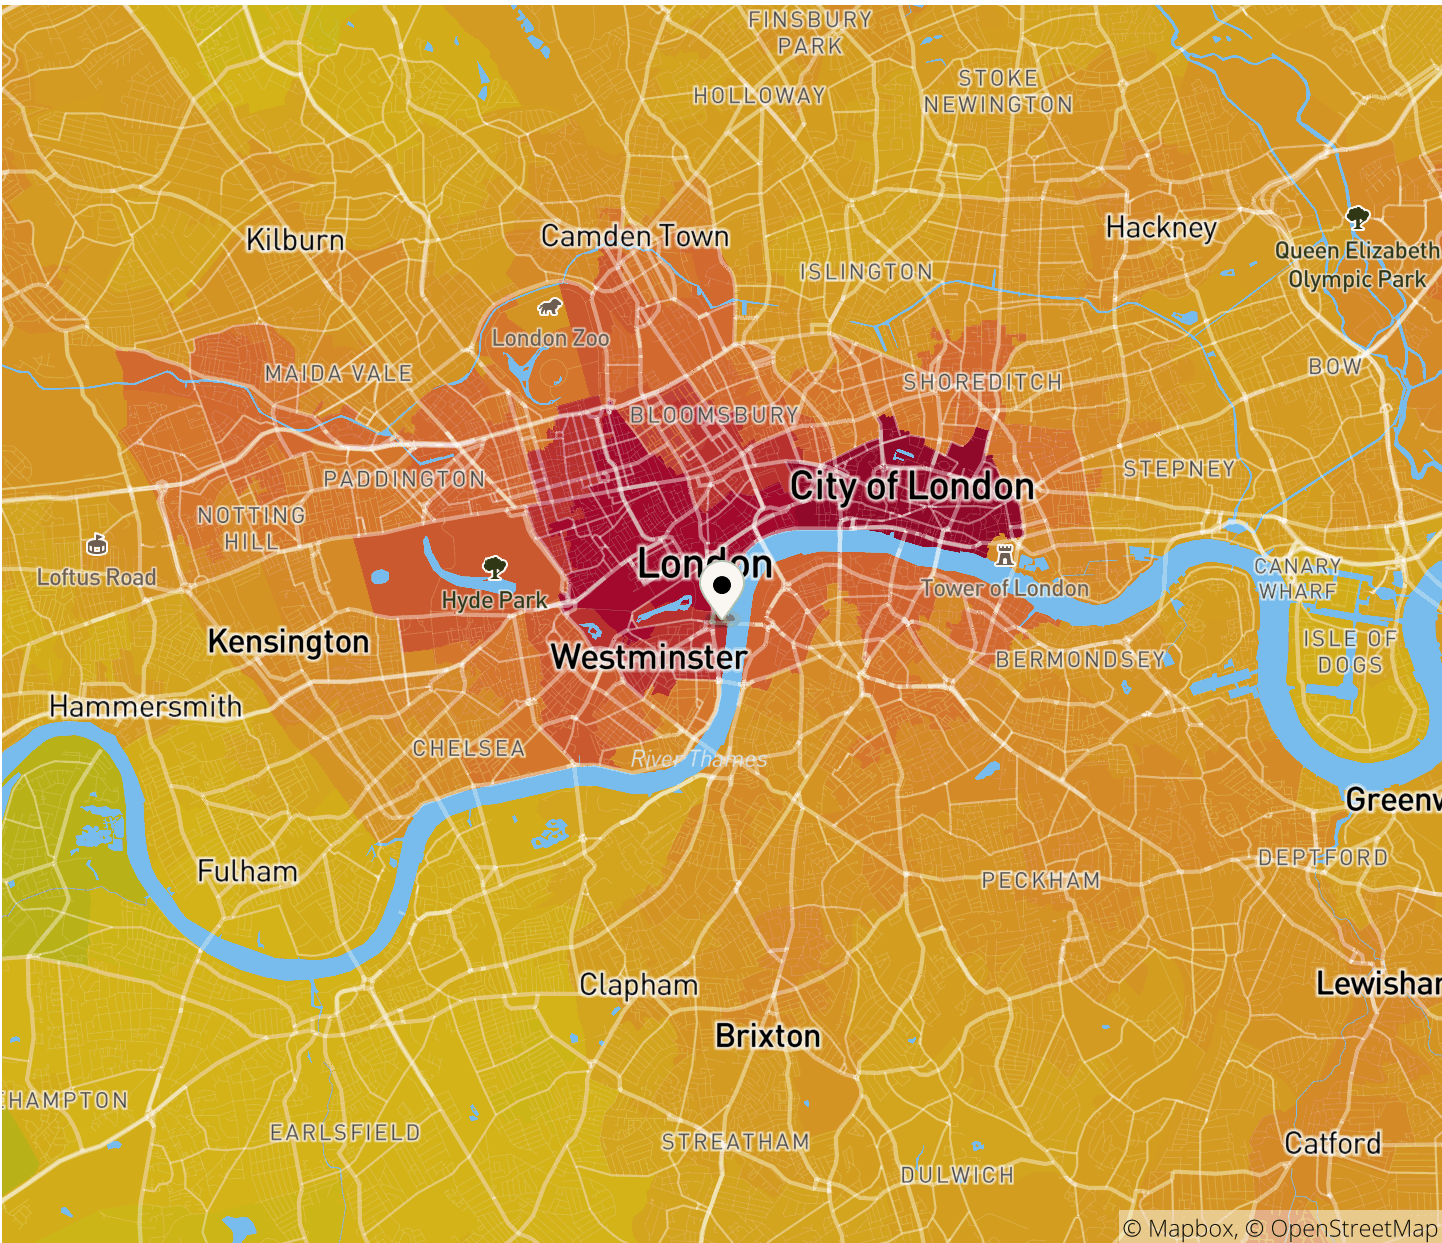 FINSBURY
PARK
STOKE
NEWINGTON
HOLLOWAY
Kilburn
Camden Town
Hackney
Queen Elizabeth
Olympic Park
ISLINGTON
London Zoo
MAIDA VALE
BOW
SHOREDITCH
BLOOMSBURY
PADDINGTON
City of London
STEPNEY
NOTTING
HILL
London
Loftus Road
Hyde Park
Tower of London
CANARY
WHARF
Kensington
Westminster
BERMONDSEY
ISLE OF
DOGS
Hammersmith
CHELSEA
River Thames
Greenw
Fulham
PECKHAM
DEPTFORD
Clapham
Lewishar
Brixton
EHAMPTON
EARLSFIELD
STREATHAM
Catford
DULWICH
© Mapbox, © OpenStreetMap